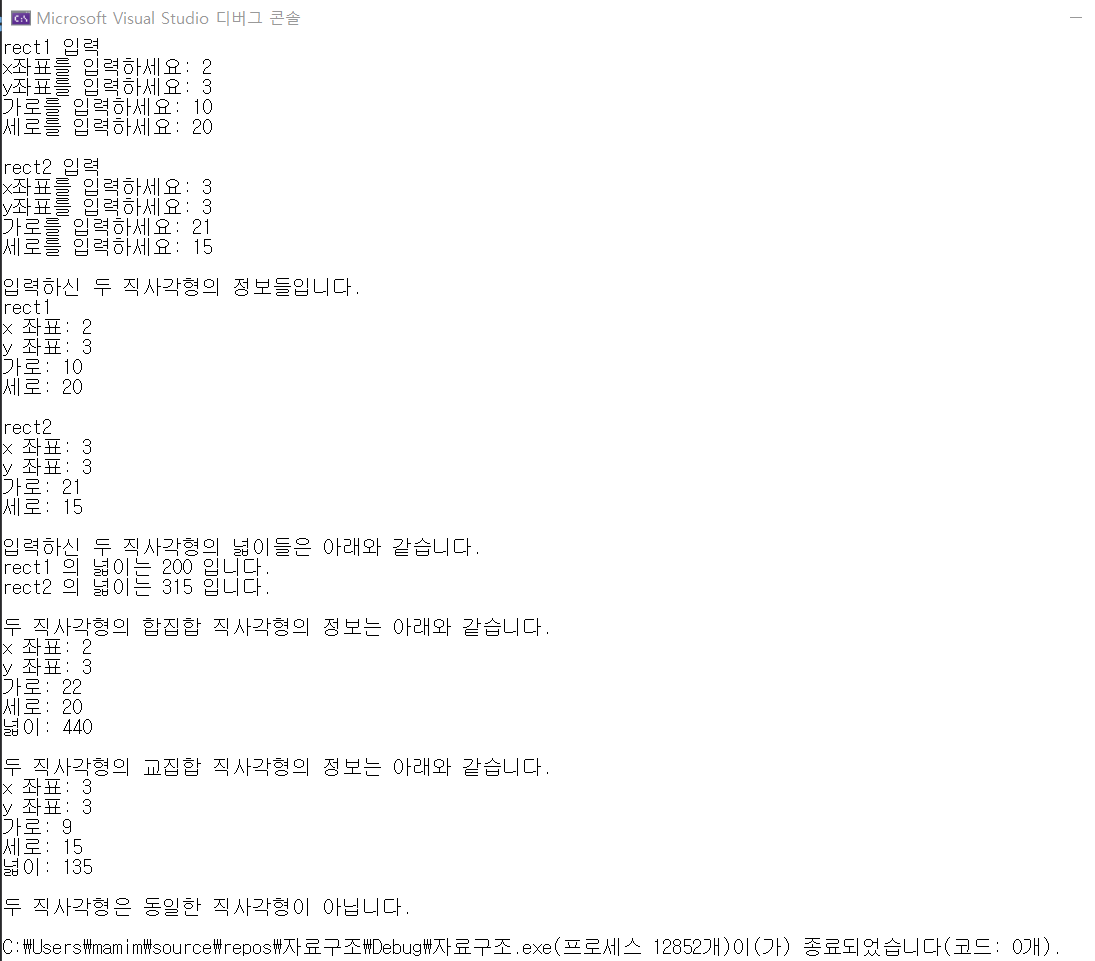 Microsoft Visual Studio 디버그 콘솔
rect1 입력
x좌표를 입력하세요: 2
y좌표를 입력하세요: 3
가로를 입력하세요: 10
세로를 입력하세요: 20
rect2 입력
x좌표를 입력하세요: 3
y좌표를 입력하세요: 3
가로를 입력하세요: 21
세로를 입력하세요: 15
입력하신 두 직사각형의 정보들입니다.
rect1
x 좌표: 2
y 좌표: 3
가로: 10
세로: 20
rect2
x 좌표: 3
y 좌표: 3
가로: 21
세로: 15
입력하신 두 직사각형의 넓이들은 아래와 같습니다.
rect1 의 넓이는 200 입니다.
rect2 의 넓이는 315 입니다.
두 직사각형의 합집합 직사각형의 정보는 아래와 같습니다.
x 좌표: 2
y 좌표: 3
가로: 22
세로: 20
넓이: 440
두 직사각형의 교집합 직사각형의 정보는 아래와 같습니다.
x 좌표: 3
y 좌표: 3
가로: 9
세로: 15
넓이: 135
두 직사각형은 동일한 직사각형이 아닙니다.
C:₩Users₩mamim₩source₩repos₩자료구조₩Debug₩자료구조.exe(프로세스 12852개)이(가) 종료되었습니다(코드: 0개).